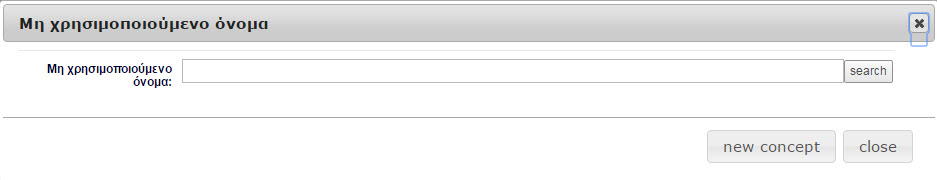 Μη χρησιμοποιούμενο όνομα
Μη χρησιμοποιούμενο
όνομα:
search
new concept
close